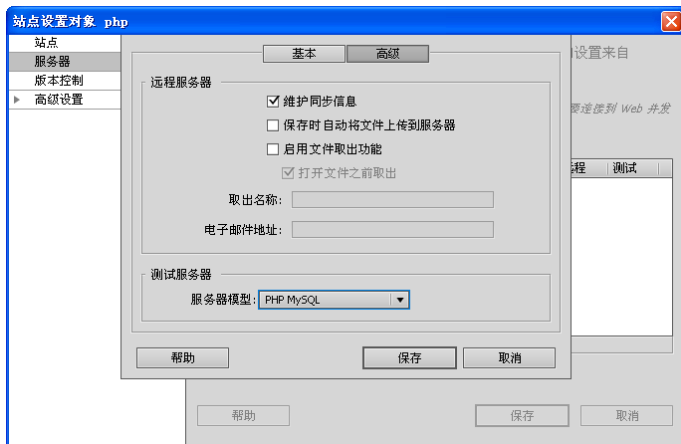 站点设置对象 php
站点
服务器
版本控制
高级设置
基本
高级
设置来自
远程服务器
维护同步信息
保存时自动将文件上传到服务器
要连接到 Web 并发
启用文件取出功能
打开文件之前取出
程 测试
取出名称:
电子邮件地址:
测试服务器
服务器模型: PHP MySQL
帮助
保存
取消
帮助
保存
取消